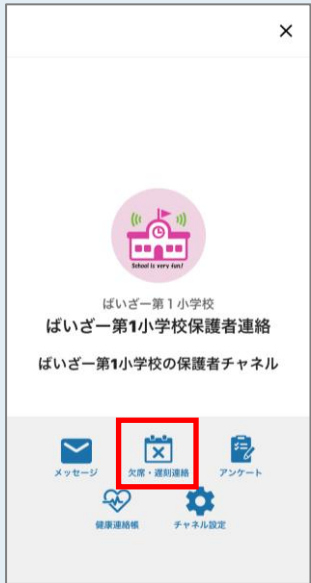 School is very fun!
ばいざー第１小学校
ばいざー第1小学校保護者連絡
ばいざー第1小学校の保護者チャネル
メッセージ
欠席・遅刻連絡
アンケート
健康連絡帳
チャネル設定